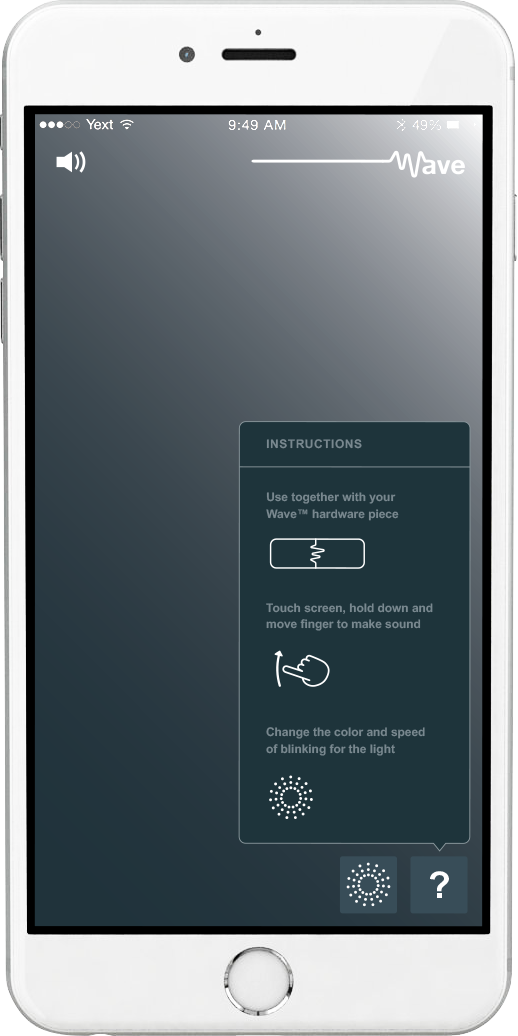 Yext 9:49 AM 49%
Wave
INSTRUCTIONS
Use together with your
Wave™ hardware piece
Touch screen, hold down and
move finger to make sound
Change the color and speed
of blinking for the light
?